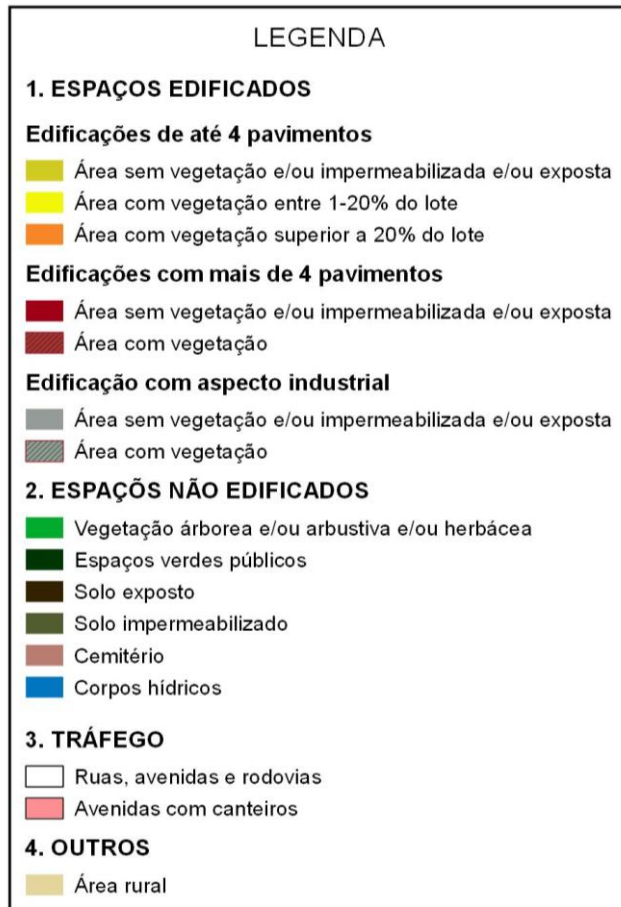 LEGENDA
1. ESPAÇOS EDIFICADOS
Edificações de até 4 pavimentos
Área sem vegetação e/ou impermeabilizada e/ou exposta
Área com vegetação entre 1-20% do lote
Área com vegetação superior a 20% do lote
Edificações com mais de 4 pavimentos
Área sem vegetação e/ou impermeabilizada e/ou exposta
Área com vegetação
Edificação com aspecto industrial
Área sem vegetação e/ou impermeabilizada e/ou exposta
Área com vegetação
2. ESPAÇÕS NÃO EDIFICADOS
Vegetação árborea e/ou arbustiva e/ou herbácea
Espaços verdes públicos
Solo exposto
Solo impermeabilizado
Cemitério
Corpos hídricos
3. TRÁFEGO
Ruas, avenidas e rodovias
Avenidas com canteiros
4. OUTROS
Área rural